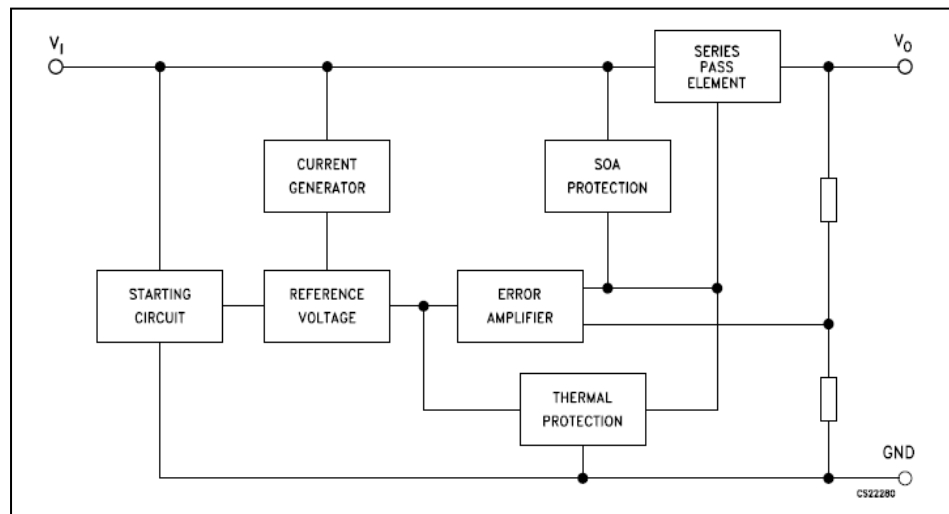 VI
VO
SERIES
PASS
ELEMENT
CURRENT
GENERATOR
SOA
PROTECTION
STARTING
CIRCUIT
REFERENCE
VOLTAGE
ERROR
AMPLIFIER
THERMAL
PROTECTION
GND
CS22280